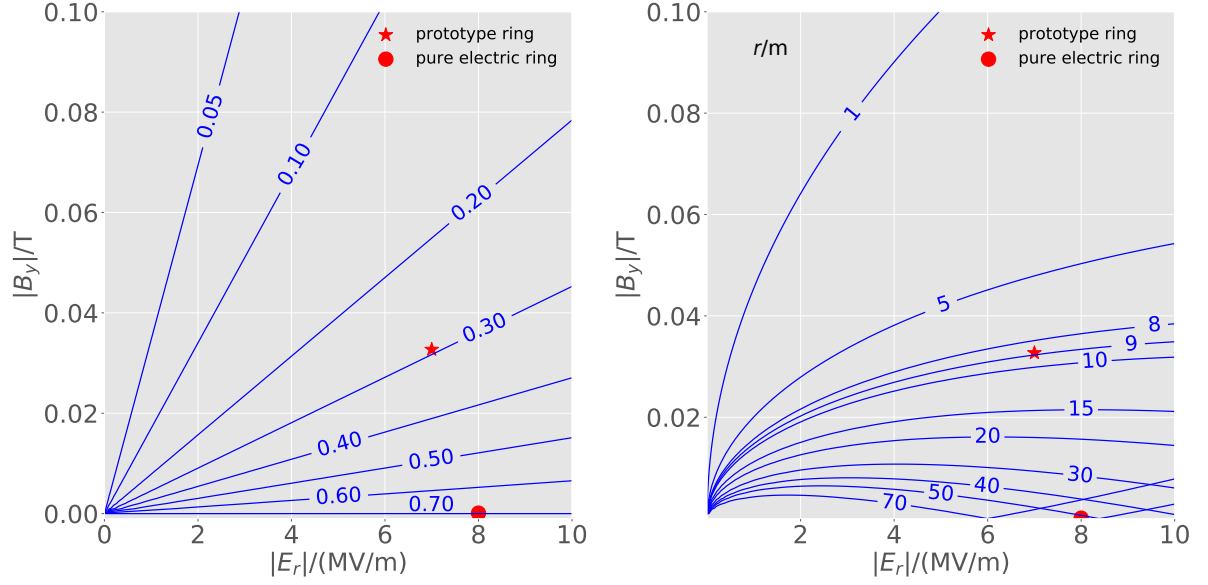 0.10
0.08
0.06
0.04
0.02
0.00
|B_y|/T
0 2 4 6 8 10
|E_r|/(MV/m)
prototype ring
pure electric ring
0.05
0.10
0.20
0.30
0.40
0.50
0.60
0.70
0.10
0.08
0.06
0.04
0.02
|B_y|/T
2 4 6 8 10
|E_r|/(MV/m)
r/m
prototype ring
pure electric ring
1
5
8
9
10
15
20
30
40
50
70